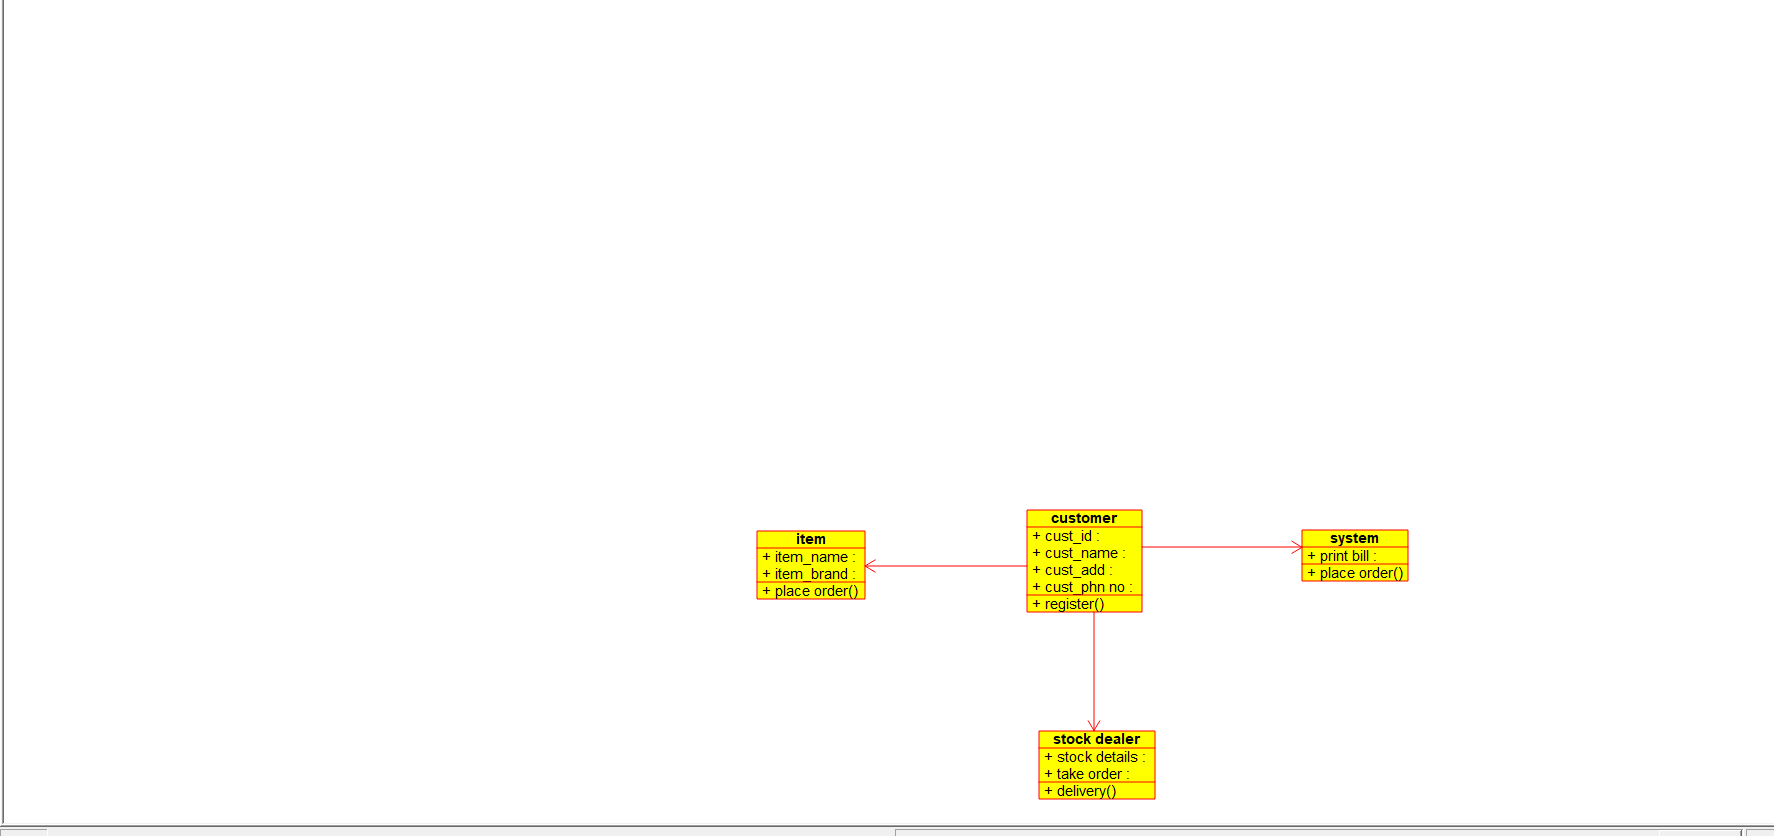 customer
+ cust_id :
+ cust_name :
+ cust_add :
+ cust_phn no :
+ register()
item
+ item_name :
+ item_brand :
+ place order()
system
+ print bill :
+ place order()
stock dealer
+ stock details :
+ take order :
+ delivery()